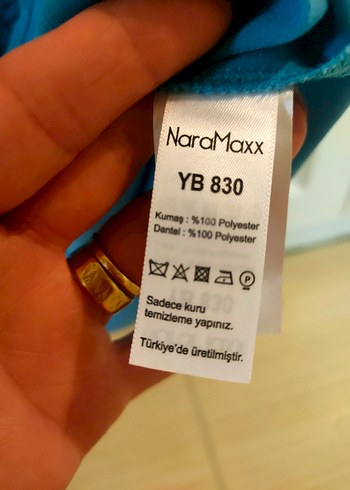 NaraMaxx
YB 830
Kumaş : %100 Polyester
Dantel : %100 Polyester
P
Sadece kuru
temizleme yapınız.
Türkiye'de üretilmiştir.